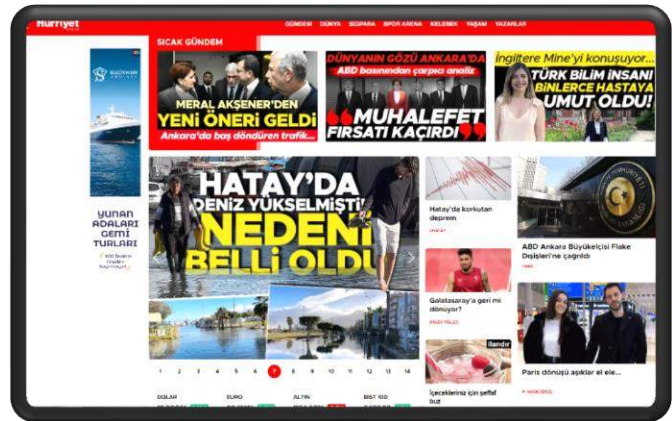 Hürriyet
GÜNDEM DÜNYA BIGPARA SPOR ARENA KELEBEK YAŞAM YAZARLAR
SICAK GÜNDEM
MERAL AKŞENER'DEN
YENİ ÖNERİ GELDİ
Ankara'da baş döndüren trafik...
DÜNYANIN GÖZÜ ANKARA'DA
ABD basınından çarpıcı analiz
MUHALEFET
FIRSATI KAÇIRDI
İngiltere Mine'yi konuşuyor...
TÜRK BİLİM İNSANI
BİNLERCE HASTAYA
UMUT OLDU!
YUNAN
ADALARI
GEMİ
TURLARI
HATAY'DA
DENİZ YÜKSELMİŞTİ
NEDENİ
BELLİ OLDU
1 2 3 4 5 6 7 8 9 10 11 12 13 14
Hatay'da korkutan
deprem
Galatasaray'a geri mi
dönüyor?
ilandır
İçecekleriniz için şeffaf
buz
ABD Ankara Büyükelçisi Flake
Dışişleri'ne çağrıldı
Paris dönüşü aşıklar el ele...
DOLAR EURO ALTIN BIST 100